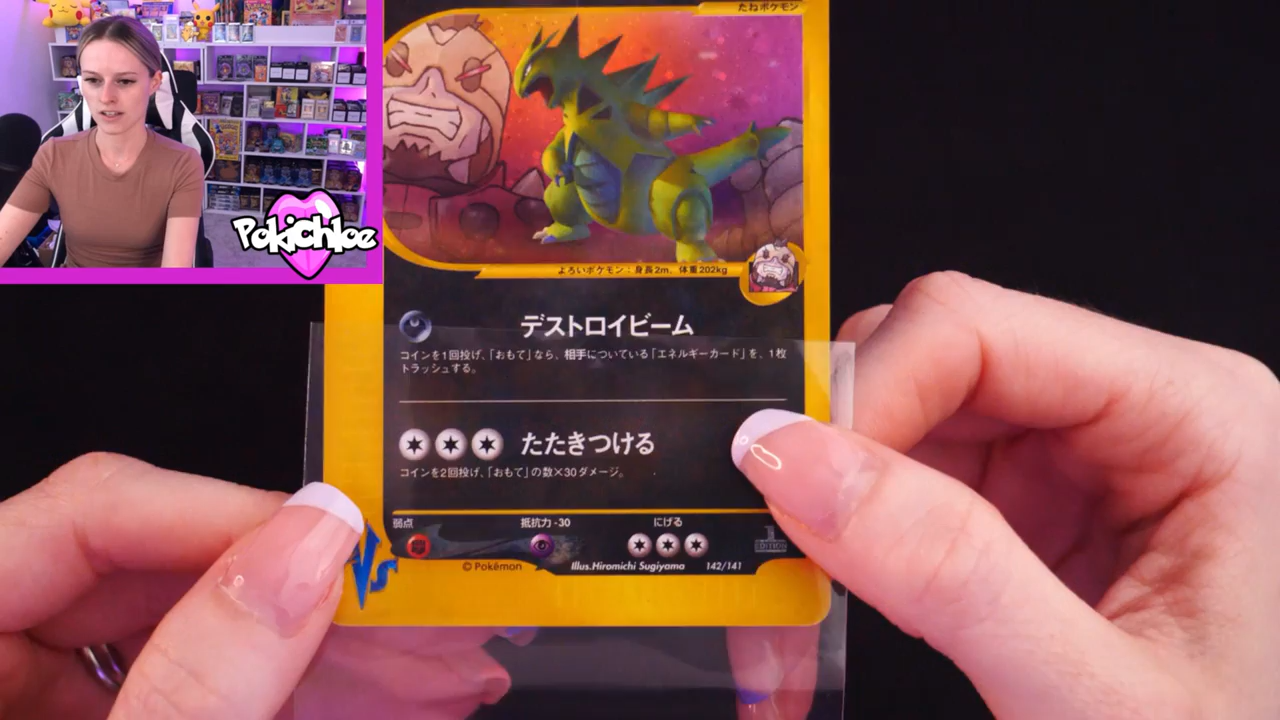 PokiChloe
たねポケモン
よろいポケモン：身長2m、体重202kg
デストロイビーム
コインを1回投げ、「おもて」なら、相手についている「エネルギーカード」を、1枚
トラッシュする。
たたきつける
コインを2回投げ、「おもて」の数×30ダメージ。
弱点 抵抗力-30 にげる
1 EDITION
© Pokémon Illus.Hiromichi Sugiyama 142/141
VS